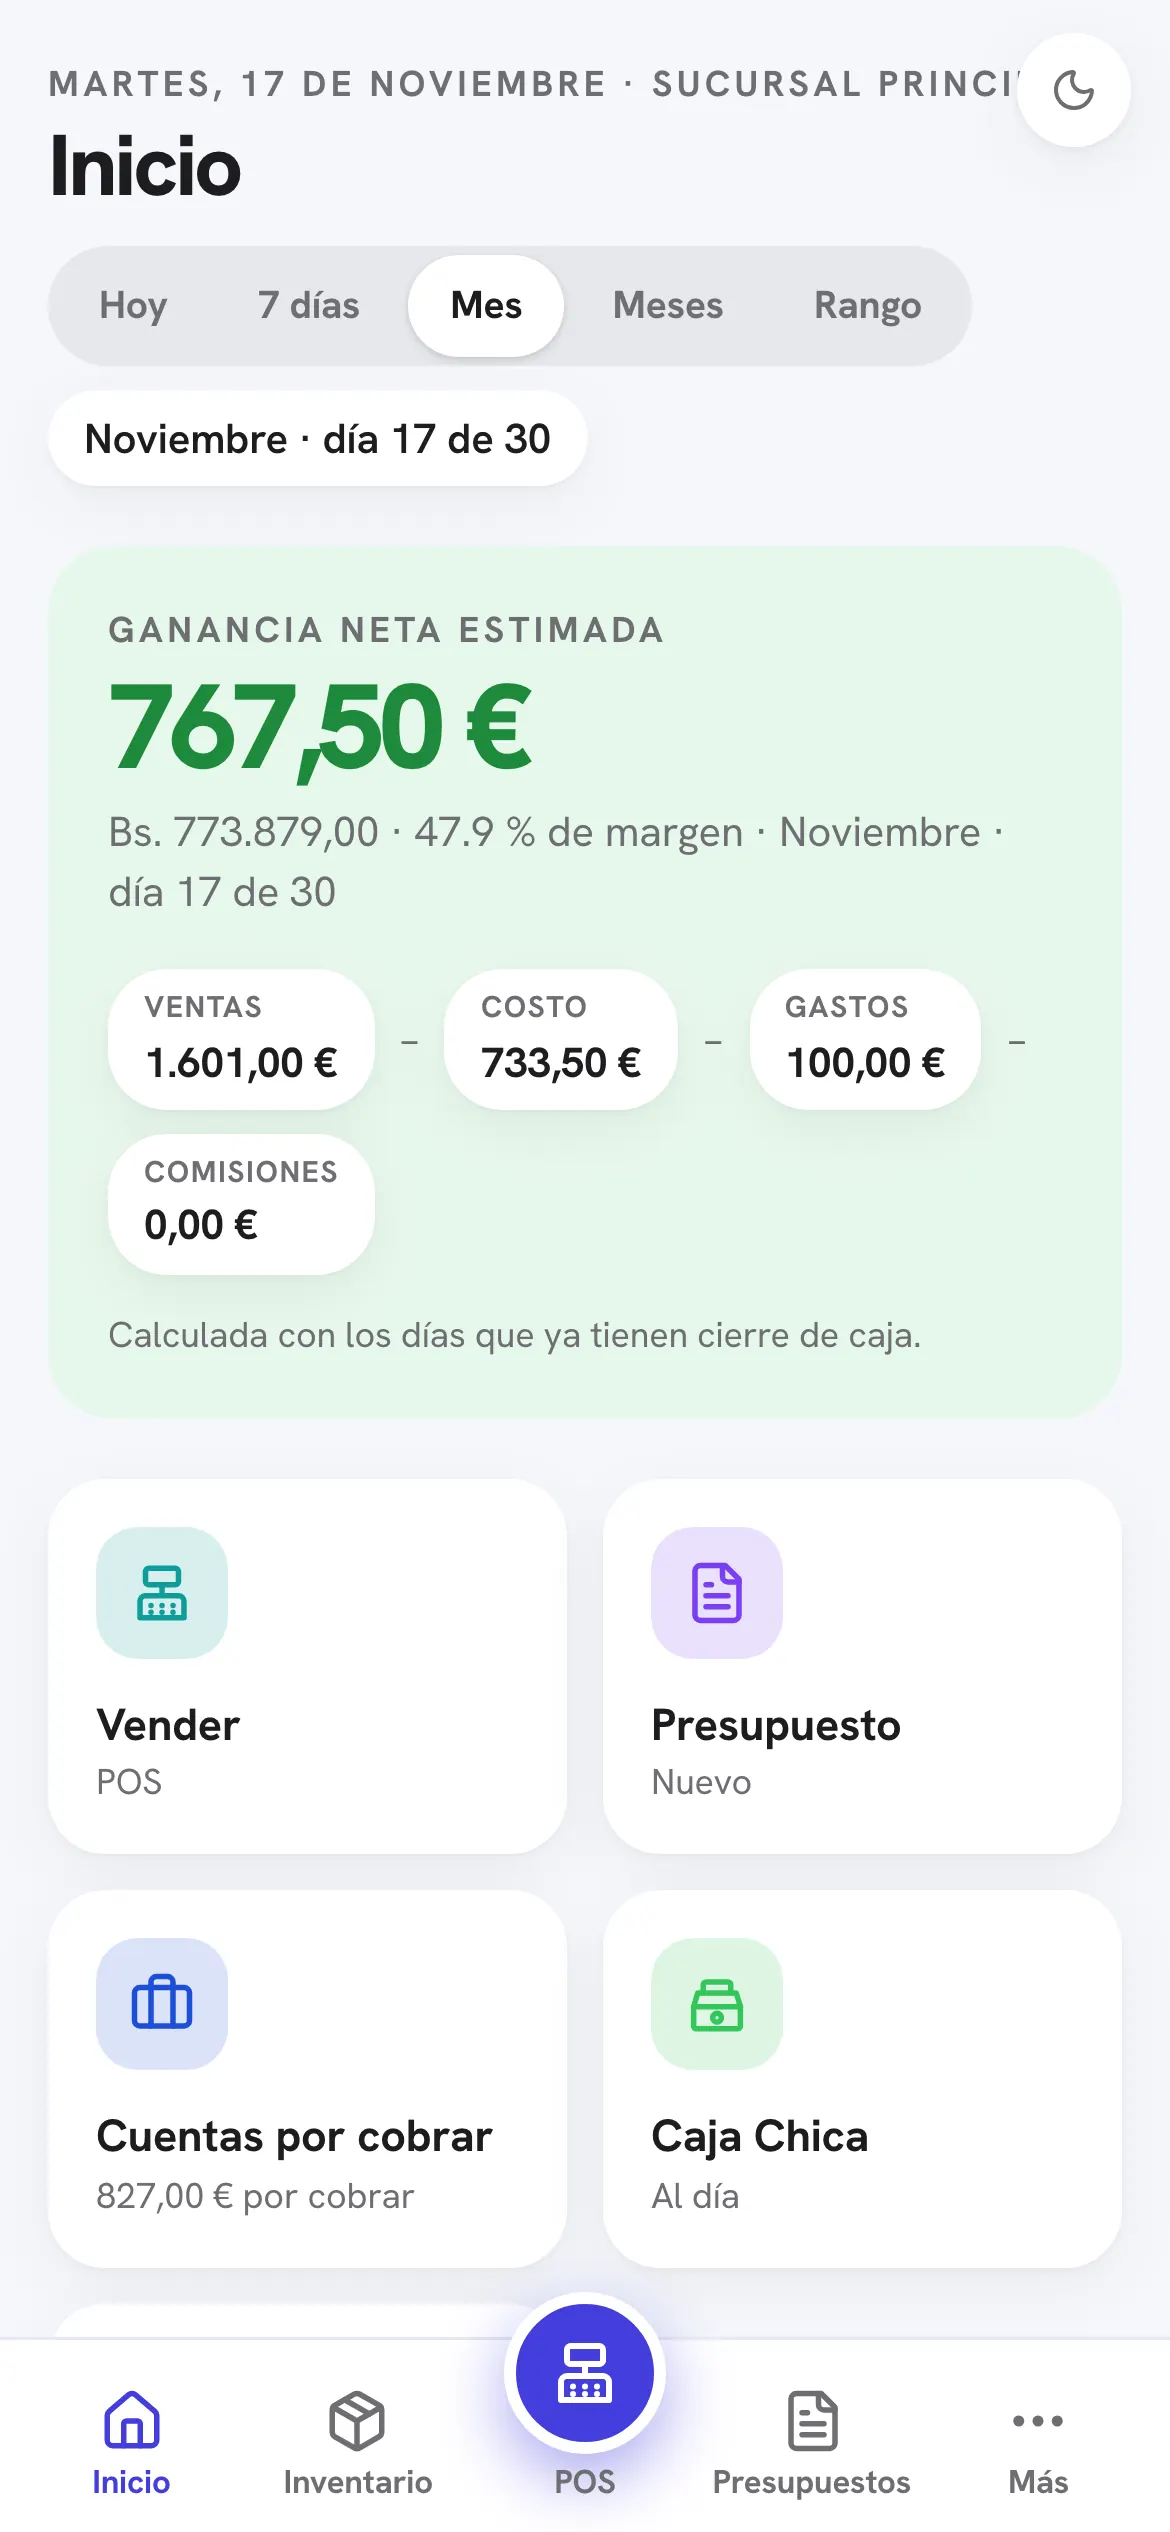 MARTES, 17 DE NOVIEMBRE · SUCURSAL
Inicio
Hoy 7 días Mes Meses Rango
Noviembre · día 17 de 30
GANANCIA NETA ESTIMADA
767,50 €
Bs. 773.879,00 · 47.9 % de margen · Noviembre ·
día 17 de 30
VENTAS COSTO GASTOS
1.601,00 € – 733,50 € – 100,00 € –
COMISIONES
0,00 €
Calculada con los días que ya tienen cierre de caja.
Vender Presupuesto
POS Nuevo
Cuentas por cobrar Caja Chica
827,00 € por cobrar Al día
Inicio Inventario POS Presupuestos Más